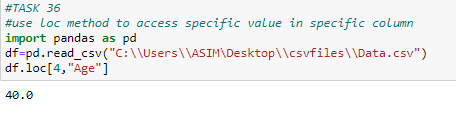 #TASK 36
#use loc method to access specific value in specific column
import pandas as pd
df=pd.read_csv("C:\\Users\\ASIM\Desktop\\csvfiles\\Data.csv")
df.loc[4,"Age"]
40.0